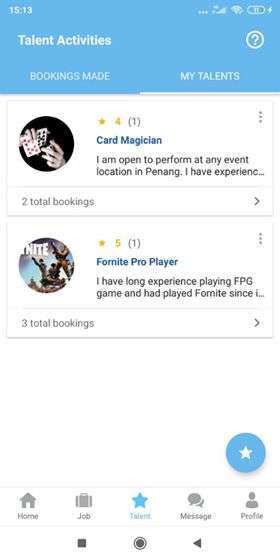 15:13
Talent Activities
BOOKINGS MADE
MY TALENTS
4 (1)
Card Magician
I am open to perform at any event
location in Penang. I have experienc...
2 total bookings
NITE
5 (1)
Fornite Pro Player
I have long experience playing FPG
game and had played Fornite since i...
3 total bookings
Home
Job
Talent
Message
Profile